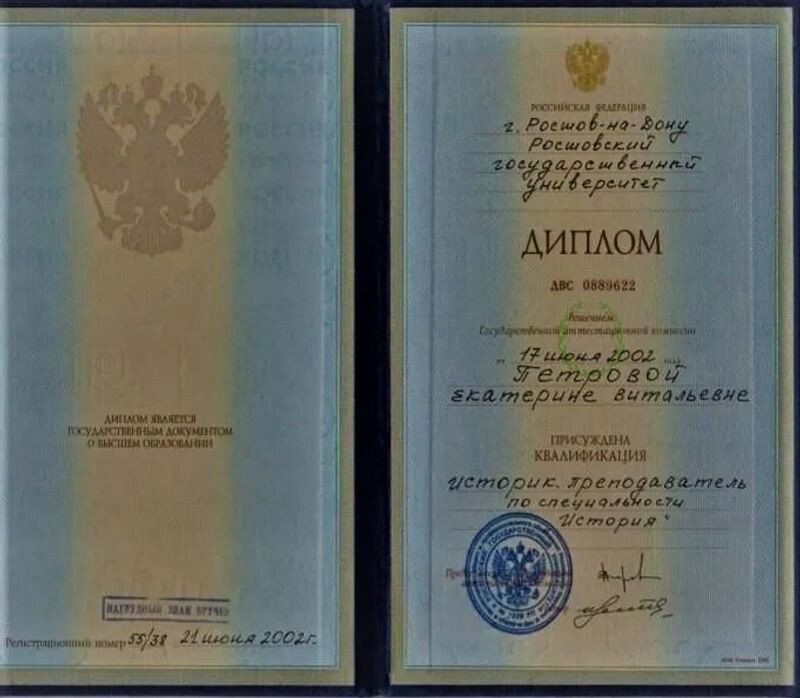 ДИПЛОМ ЯВЛЯЕТСЯ
ГОСУДАРСТВЕННЫМ ДОКУМЕНТОМ
О ВЫСШЕМ ОБРАЗОВАНИИ
НАГРУДНЫЙ ЗНАК ВРУЧЕН
Регистрационный номер 55/38 21 июня 2002г.
РОССИЙСКАЯ ФЕДЕРАЦИЯ
г. Ростов-на-Дону
Ростовский
государственный
университет
ДИПЛОМ
ДВС 0889622
Решением
Государственной аттестационной комиссии
от 17 июня 2002 года
Петровой
Екатерине Витальевне
ПРИСУЖДЕНА
КВАЛИФИКАЦИЯ
Историк. Преподаватель
по специальности
"История"